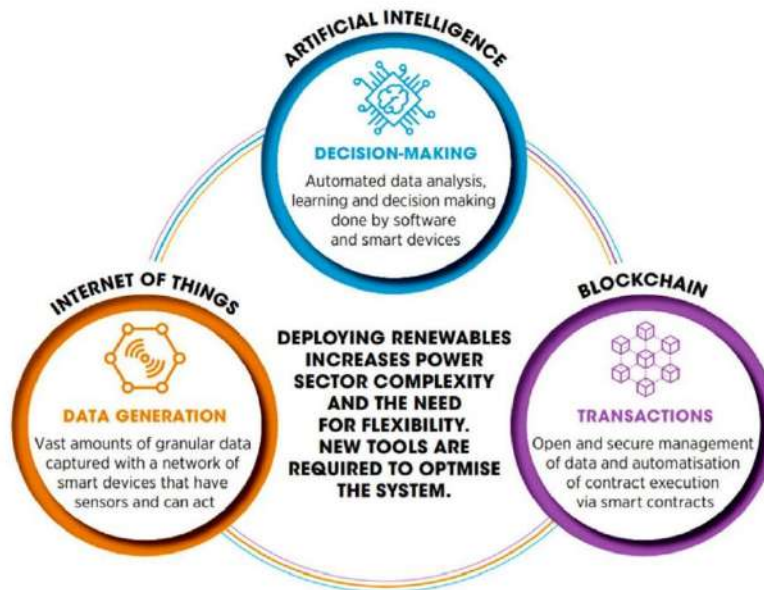 ARTIFICIAL INTELLIGENCE
DECISION-MAKING
Automated data analysis,
learning and decision making
done by software
and smart devices
INTERNET OF THINGS
DATA GENERATION
Vast amounts of granular data
captured with a network of
smart devices that have
sensors and can act
DEPLOYING RENEWABLES
INCREASES POWER
SECTOR COMPLEXITY
AND THE NEED
FOR FLEXIBILITY.
NEW TOOLS ARE
REQUIRED TO OPTMISE
THE SYSTEM.
BLOCKCHAIN
TRANSACTIONS
Open and secure management
of data and automatisation
of contract execution
via smart contracts